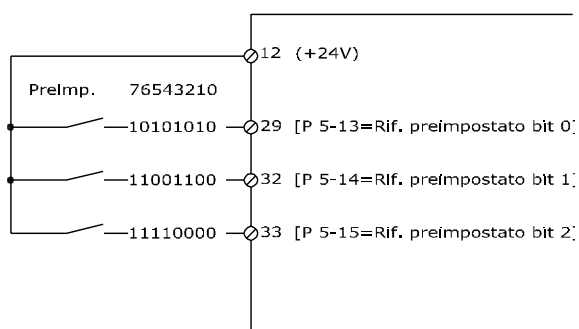 12 (+24V)
PreImp. 76543210
10101010 29 [P 5-13=Rif. preimpostato bit 0]
11001100 32 [P 5-14=Rif. preimpostato bit 1]
11110000 33 [P 5-15=Rif. preimpostato bit 2]